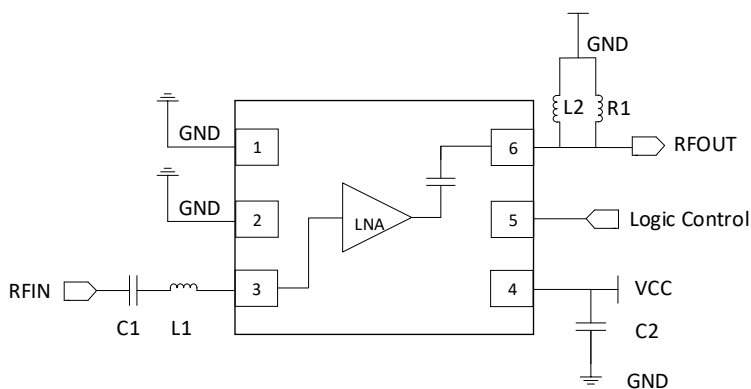 GND
L2
R1
GND
1
6
RFOUT
GND
2
LNA
5
Logic Control
RFIN
3
4
VCC
C1
L1
C2
GND